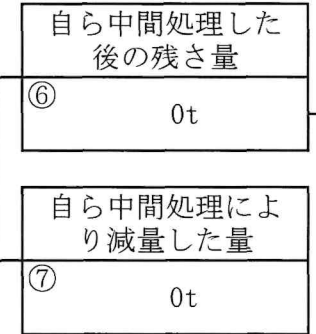 自ら中間処理した
後の残さ量
⑥
0t
自ら中間処理によ
り減量した量
⑦
0t